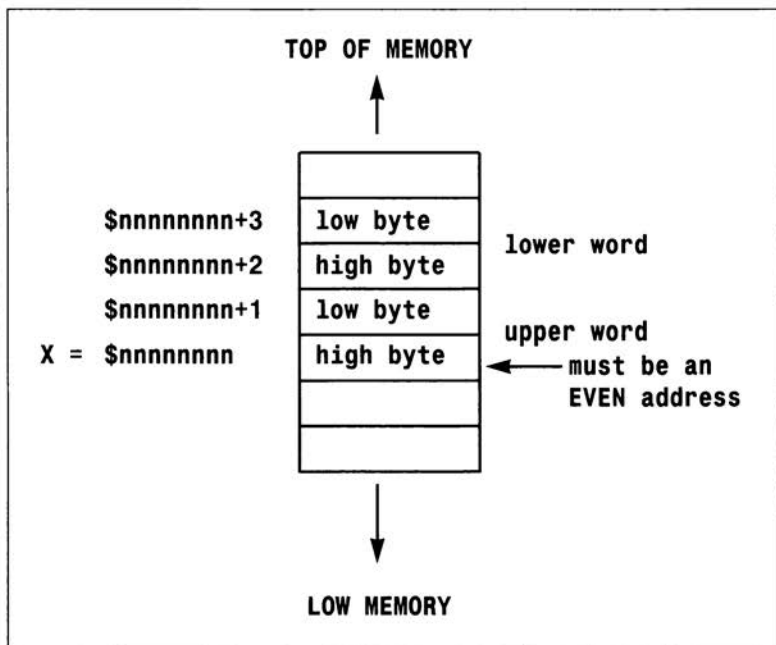 TOP OF MEMORY
$nnnnnnnn+3 low byte
lower word
$nnnnnnnn+2 high byte
$nnnnnnnn+1 low byte
upper word
X = $nnnnnnnn high byte
must be an
EVEN address
LOW MEMORY